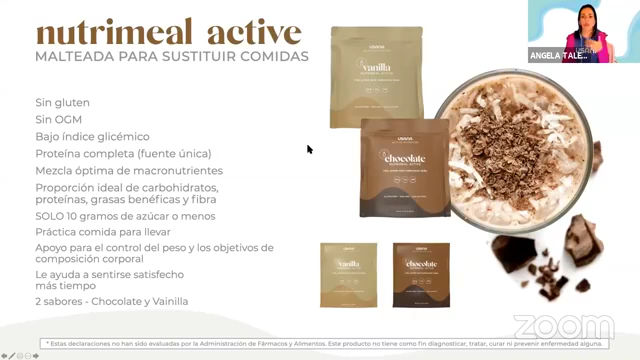 nutrimeal active
MALTEADA PARA SUSTITUIR COMIDAS
Sin gluten
Sin OGM
Bajo índice glicémico
Proteína completa (fuente única)
Mezcla óptima de macronutrientes
Proporción ideal de carbohidratos,
proteínas, grasas benéficas y fibra
SOLO 10 gramos de azúcar o menos
Práctica comida para llevar
Apoyo para el control del peso y los objetivos de
composición corporal
Le ayuda a sentirse satisfecho
más tiempo
2 sabores - Chocolate y Vainilla
USANA
vanilla
NUTRIMEAL ACTIVE
USANA
chocolate
NUTRIMEAL ACTIVE
vanilla
chocolate
ANGELA TALE...
zoom
* Estas declaraciones no han sido evaluadas por la Administración de Fármacos y Alimentos. Este producto no tiene como fin diagnosticar, tratar, curar ni prevenir enfermedad alguna.